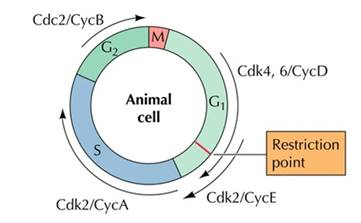 Cdc2/CycB
G2
M
Cdk4, 6/CycD
Animal
cell
G1
S
Restriction
point
Cdk2/CycA
Cdk2/CycE